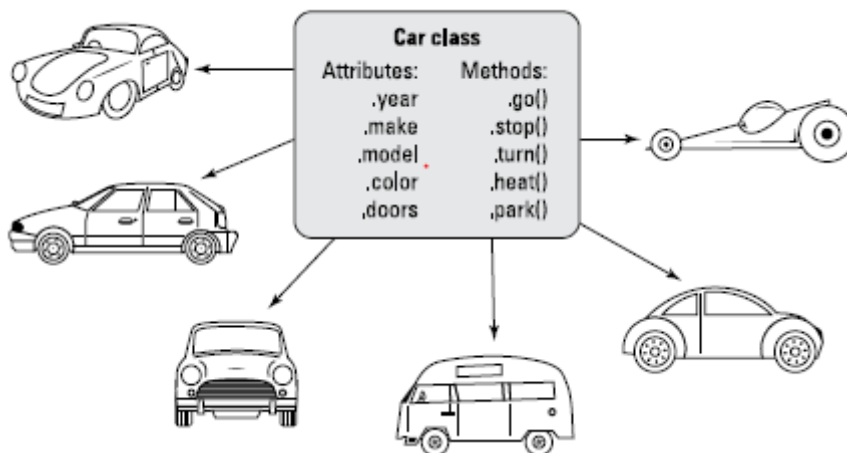 Car class
Attributes: Methods:
.year .go()
.make .stop()
.model .turn()
.color .heat()
.doors .park()